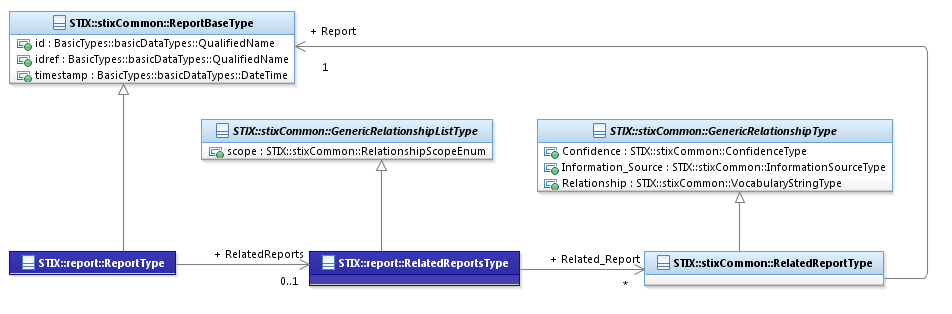 STIX::stixCommon::ReportBaseType
id : BasicTypes::basicDataTypes::QualifiedName
idref : BasicTypes::basicDataTypes::QualifiedName
timestamp : BasicTypes::basicDataTypes::DateTime
+ Report
1
STIX::stixCommon::GenericRelationshipListType
scope : STIX::stixCommon::RelationshipScopeEnum
STIX::stixCommon::GenericRelationshipType
Confidence : STIX::stixCommon::ConfidenceType
Information_Source : STIX::stixCommon::InformationSourceType
Relationship : STIX::stixCommon::VocabularyStringType
STIX::report::ReportType
+ RelatedReports
0..1
STIX::report::RelatedReportsType
+ Related_Report
*
STIX::stixCommon::RelatedReportType